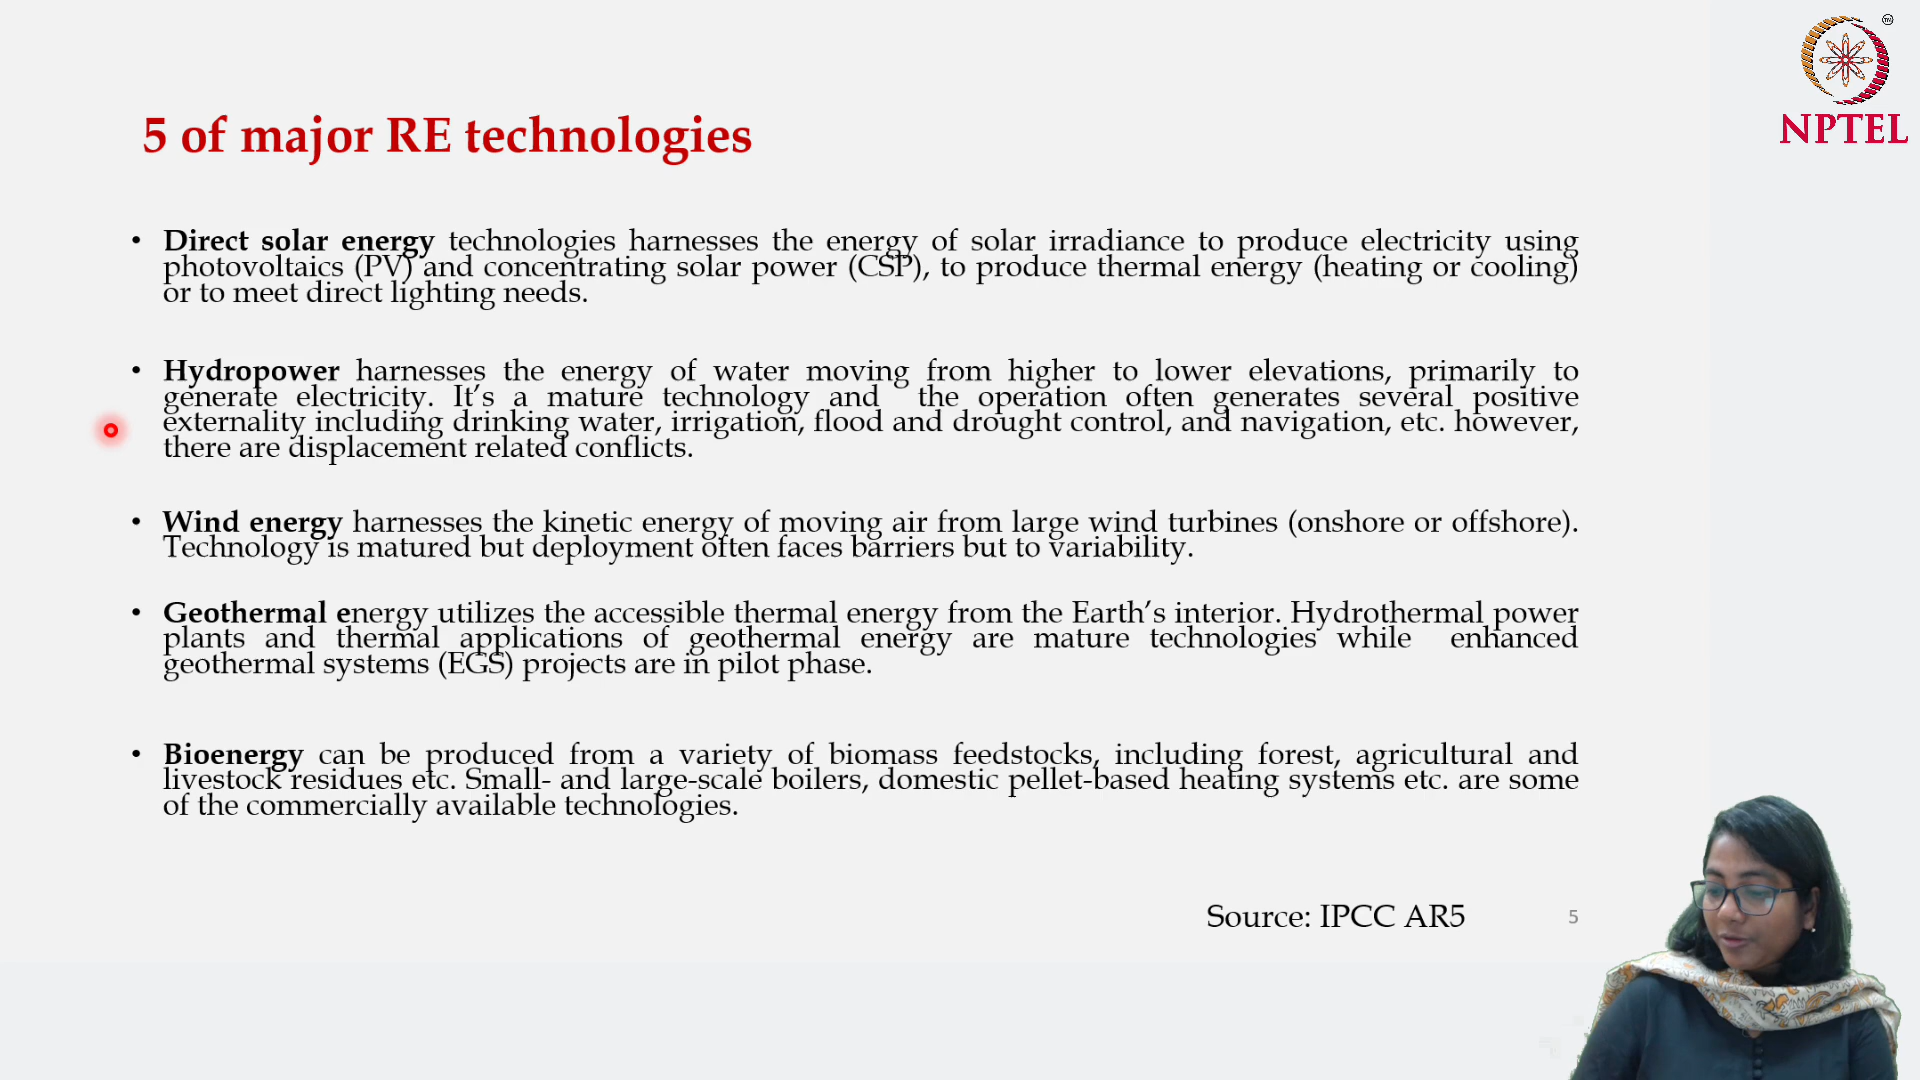 TM
NPTEL
5 of major RE technologies
• Direct solar energy technologies harnesses the energy of solar irradiance to produce electricity using
photovoltaics (PV) and concentrating solar power (CSP), to produce thermal energy (heating or cooling)
or to meet direct lighting needs.
• Hydropower harnesses the energy of water moving from higher to lower elevations, primarily to
generate electricity. It’s a mature technology and the operation often generates several positive
externality including drinking water, irrigation, flood and drought control, and navigation, etc. however,
there are displacement related conflicts.
• Wind energy harnesses the kinetic energy of moving air from large wind turbines (onshore or offshore).
Technology is matured but deployment often faces barriers but to variability.
• Geothermal energy utilizes the accessible thermal energy from the Earth’s interior. Hydrothermal power
plants and thermal applications of geothermal energy are mature technologies while enhanced
geothermal systems (EGS) projects are in pilot phase.
• Bioenergy can be produced from a variety of biomass feedstocks, including forest, agricultural and
livestock residues etc. Small- and large-scale boilers, domestic pellet-based heating systems etc. are some
of the commercially available technologies.
Source: IPCC AR5
5